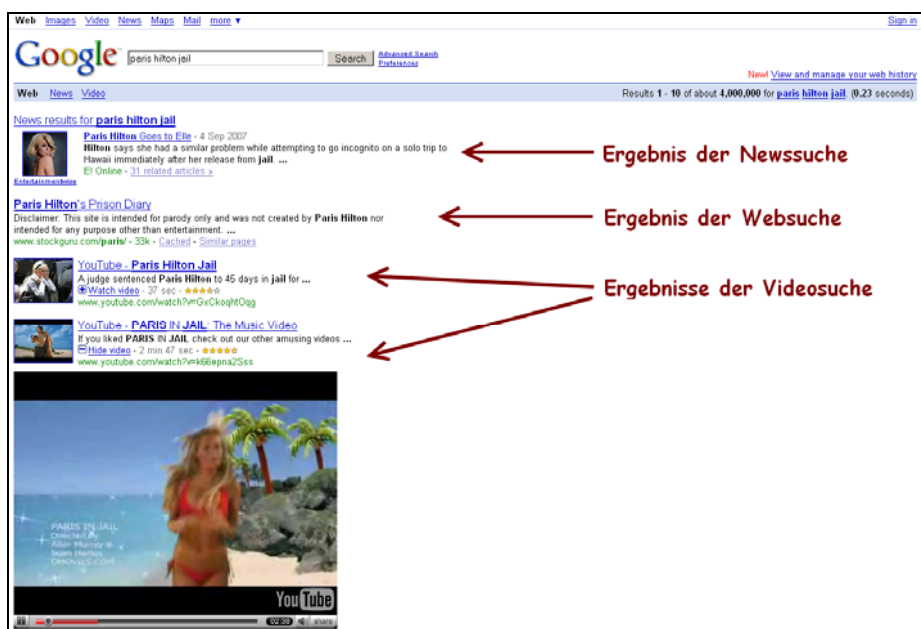 Web Images Video News Maps Mail more ▼ Sign in
Google paris hilton jail Search Advanced Search
Preferences
New! View and manage your web history
Web News Video Results 1 - 10 of about 4,000,000 for paris hilton jail. (0.23 seconds)
News results for paris hilton jail
Paris Hilton Goes to Elle - 4 Sep 2007
Hilton says she had a similar problem while attempting to go incognito on a solo trip to
Hawaii immediately after her release from jail. ...
E! Online - 31 related articles »
Ergebnis der Newssuche
Paris Hilton's Prison Diary
Disclaimer: This site is intended for parody only and was not created by Paris Hilton nor
intended for any purpose other than entertainment. ...
www.stockguru.com/paris/ - 33k - Cached - Similar pages
Ergebnis der Websuche
YouTube - Paris Hilton Jail
A judge sentenced Paris Hilton to 45 days in jail for ...
Watch video - 37 sec -
www.youtube.com/watch?v=GxCkoqhtOqg
Ergebnisse der Videosuche
YouTube - PARIS IN JAIL: The Music Video
If you liked PARIS IN JAIL check out our other amusing videos ...
Hide video - 2 min 47 sec -
www.youtube.com/watch?v=k66epna2Sss
PARIS IN JAIL
Directed by
Allen Murray &
YouTube
02:38 share